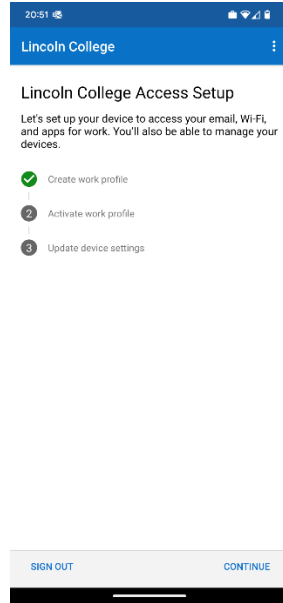 20:51
Lincoln College
Lincoln College Access Setup
Let's set up your device to access your email, Wi-Fi,
and apps for work. You'll also be able to manage your
devices.
Create work profile
2 Activate work profile
3 Update device settings
SIGN OUT CONTINUE